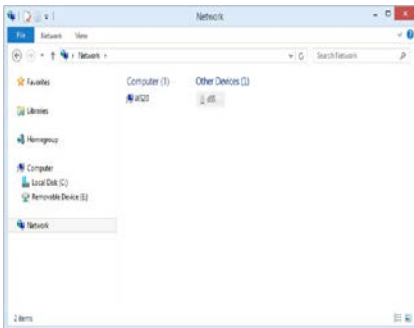 Network
File Network View
Network
Search Network
Favorites
Libraries
Homegroup
Computer
Local Disk (C:)
Removable Device (E:)
Network
Computer (1)
Other Devices (1)
2 items